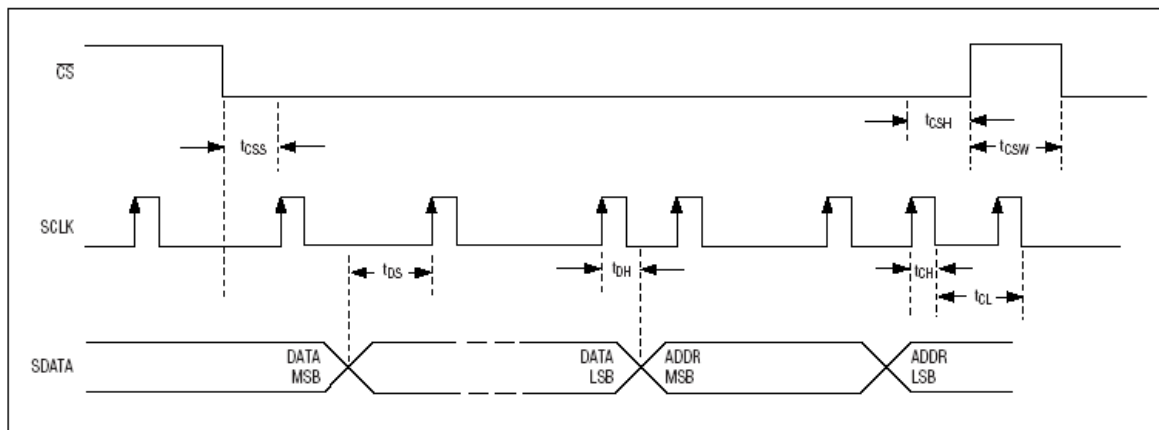 CS
tCSH
tCSS
tCSW
SCLK
tDS
tDH
tCH
tCL
SDATA
DATA
MSB
DATA
LSB
ADDR
MSB
ADDR
LSB